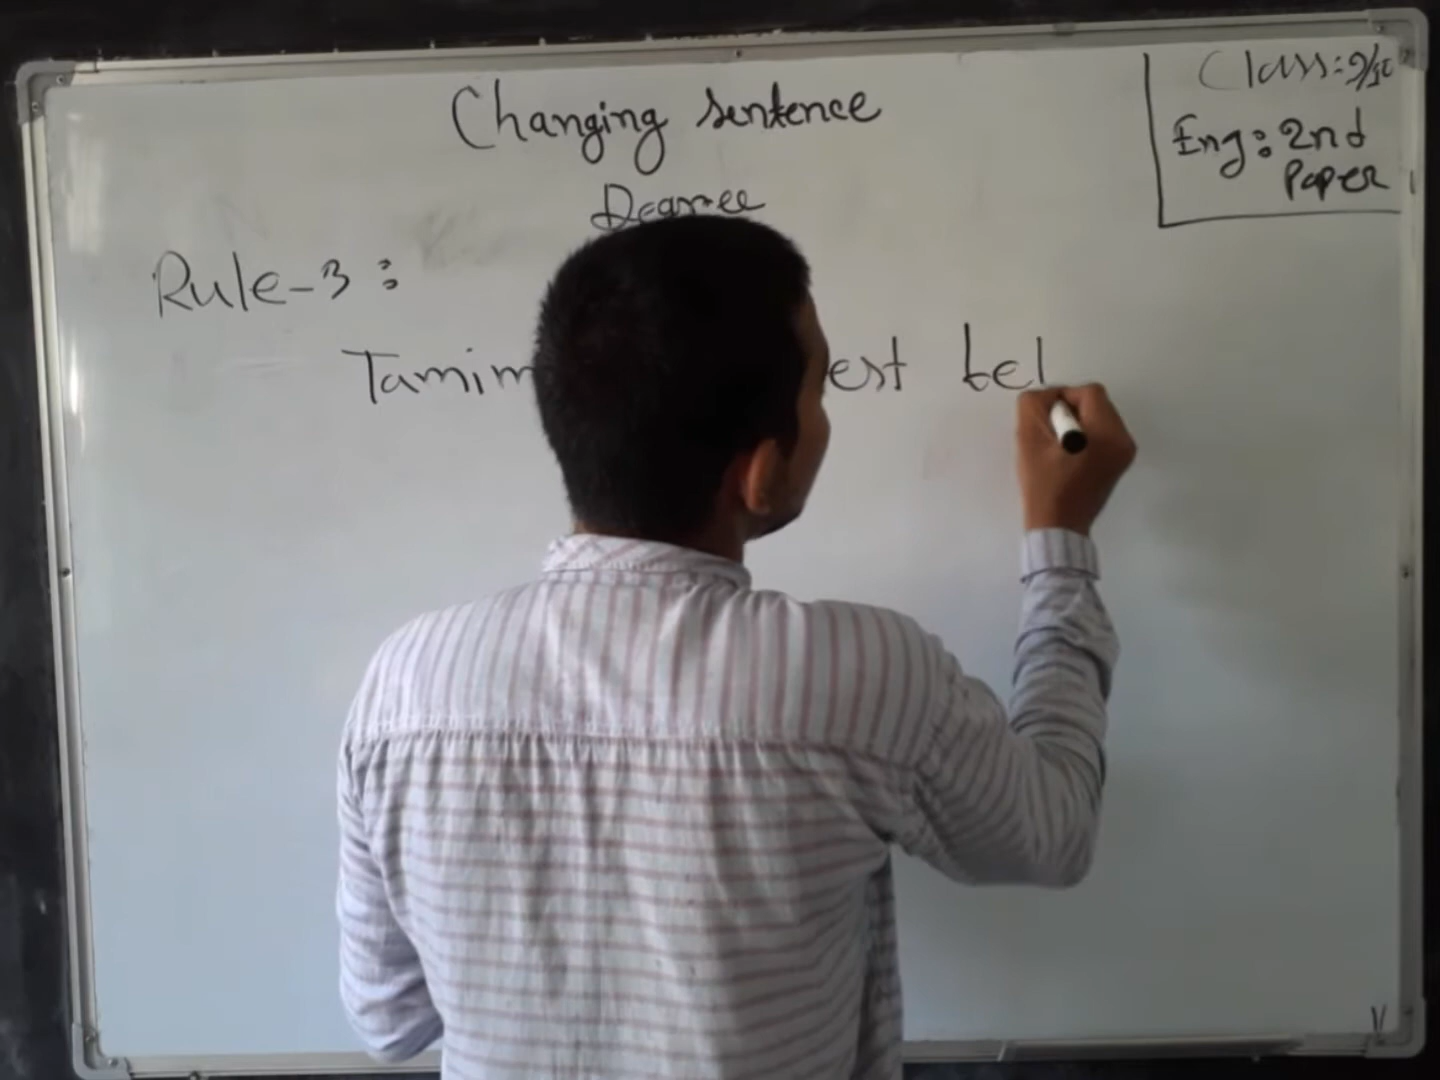 Changing sentence
Degree
Class: 9/10
Eng: 2nd
Paper
Rule-3:
Tamim est bel